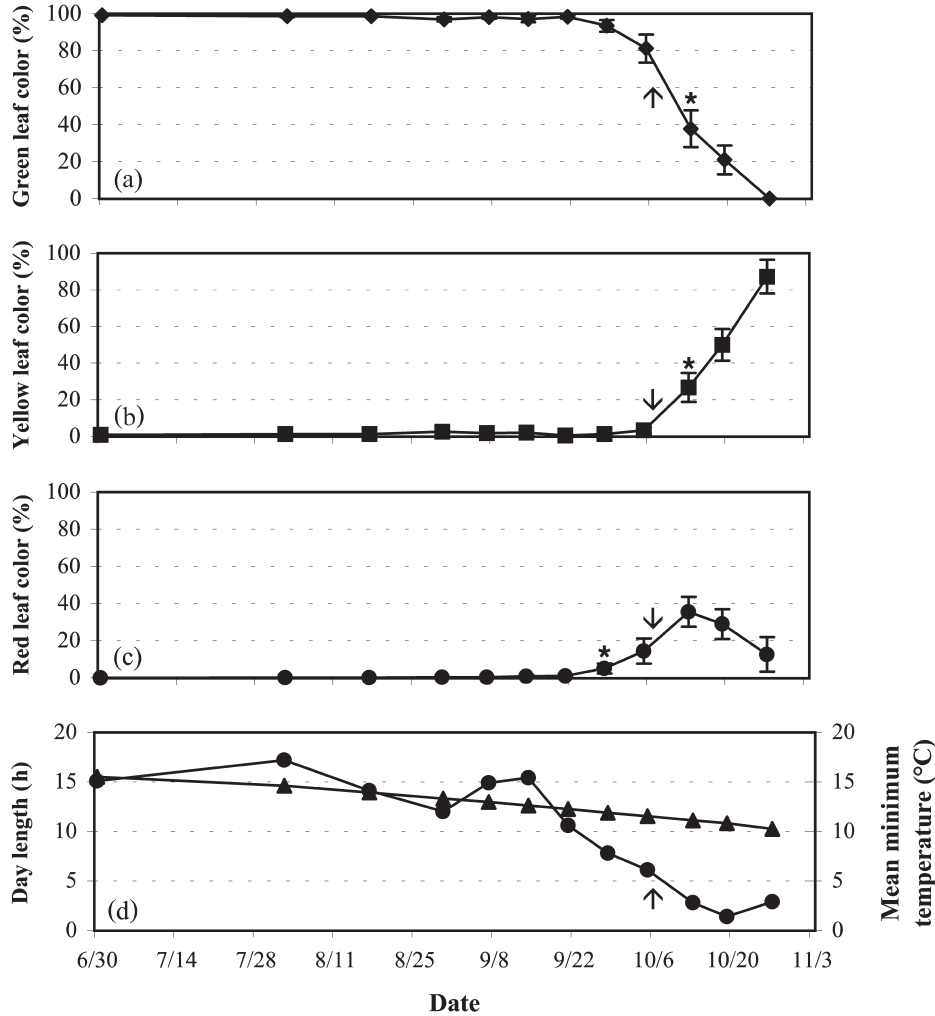 Green leaf color (%)
100
80
60
40
20
0
(a)
*
Yellow leaf color (%)
100
80
60
40
20
0
(b)
*
Red leaf color (%)
100
80
60
40
20
0
(c)
*
Day length (h)
20
15
10
5
0
(d)
20
15
10
5
0
Mean minimum
temperature (°C)
6/30 7/14 7/28 8/11 8/25 9/8 9/22 10/6 10/20 11/3
Date